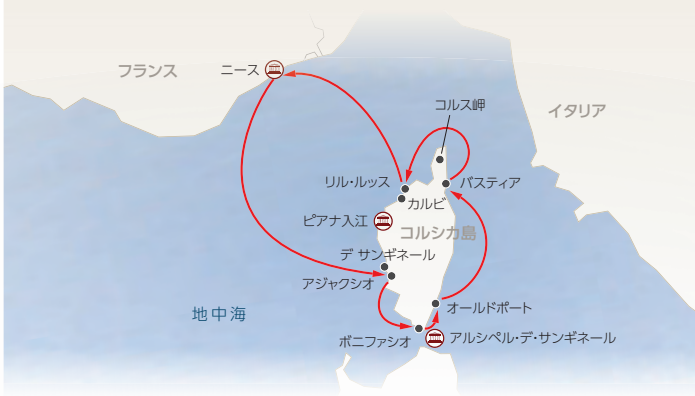 フランス
ニース
コルス岬
イタリア
リル・ルッス
バスティア
カルビ
ピアナ入江
コルシカ島
デ サンギネール
アジャクシオ
オールドポート
地中海
ボニファシオ
アルシペル・デ・サンギネール